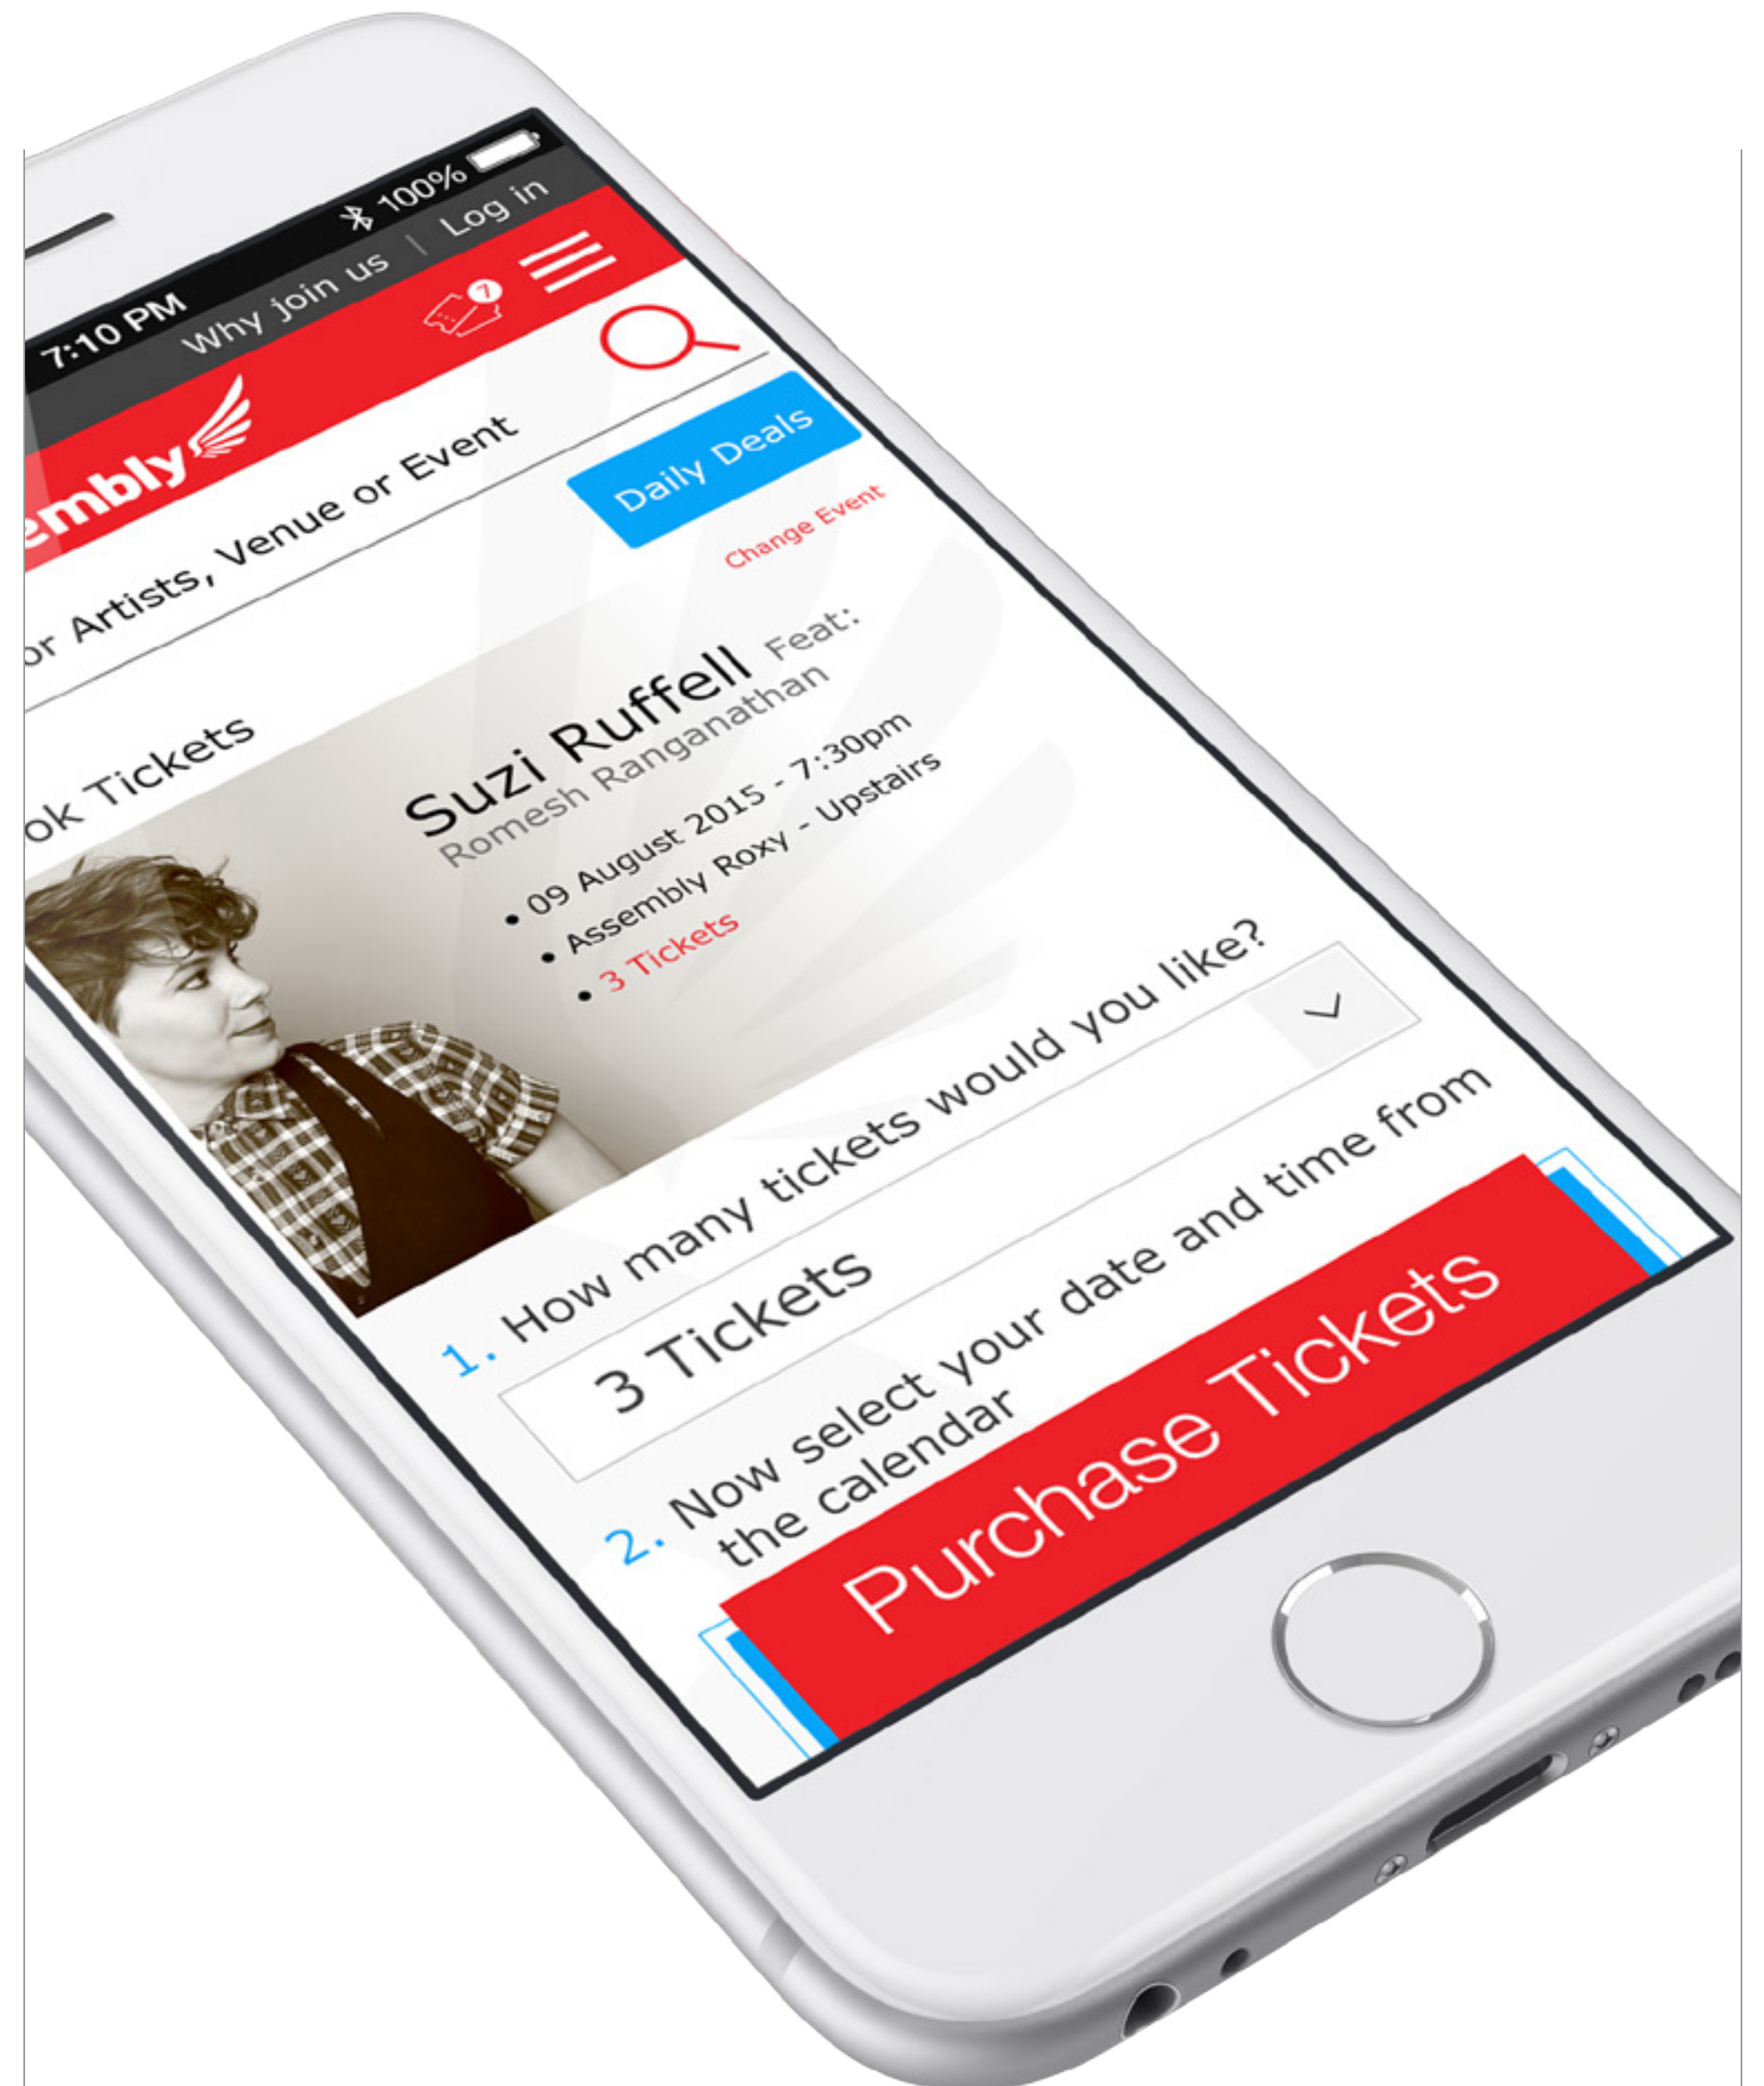 7:10 PM 100%
Why join us | Log in
embly 7
or Artists, Venue or Event
Daily Deals
Change Event
ok Tickets
Suzi Ruffell Feat:
Romesh Ranganathan
• 09 August 2015 - 7:30pm
• Assembly Roxy - Upstairs
• 3 Tickets
1. How many tickets would you like?
3 Tickets
2. Now select your date and time from
the calendar
Purchase Tickets